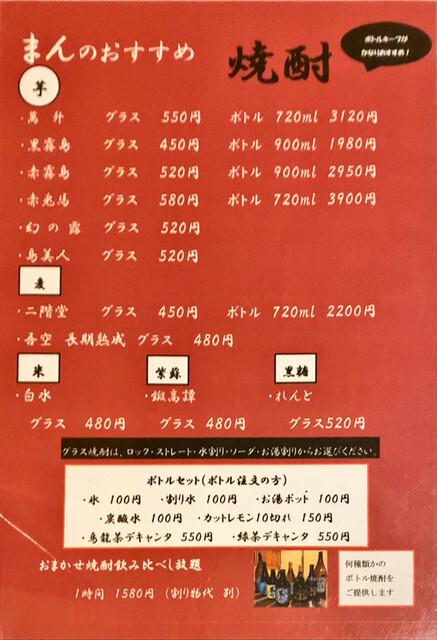 まんのおすすめ
焼酎
ボトルキープが
かなりおすすめ!
芋
・萬 升 グラス 550円 ボトル 720ml 3120円
・黒霧島 グラス 450円 ボトル 900ml 1980円
・赤霧島 グラス 520円 ボトル 900ml 2950円
・赤兎馬 グラス 580円 ボトル 720ml 3900円
・幻の露 グラス 520円
・島美人 グラス 520円
麦
・二階堂 グラス 450円 ボトル 720ml 2200円
・吾空 長期熟成 グラス 480円
米 紫蘇 黒糖
・白水 ・鍛高譚 ・れんと
グラス 480円 グラス 480円 グラス520円
グラス焼酎は、ロック・ストレート・水割り・ソーダ・お湯割りからお選びください。
ボトルセット(ボトル注文の方)
・氷 100円 ・割り水 100円 ・お湯ポット 100円
・炭酸水 100円 ・カットレモン10切れ 150円
・烏龍茶デキャンタ 550円 ・緑茶デキャンタ 550円
おまかせ焼酎飲み比べし放題
1時間 1580円 (割り物代 別)
何種類かの
ボトル焼酎を
ご提供します